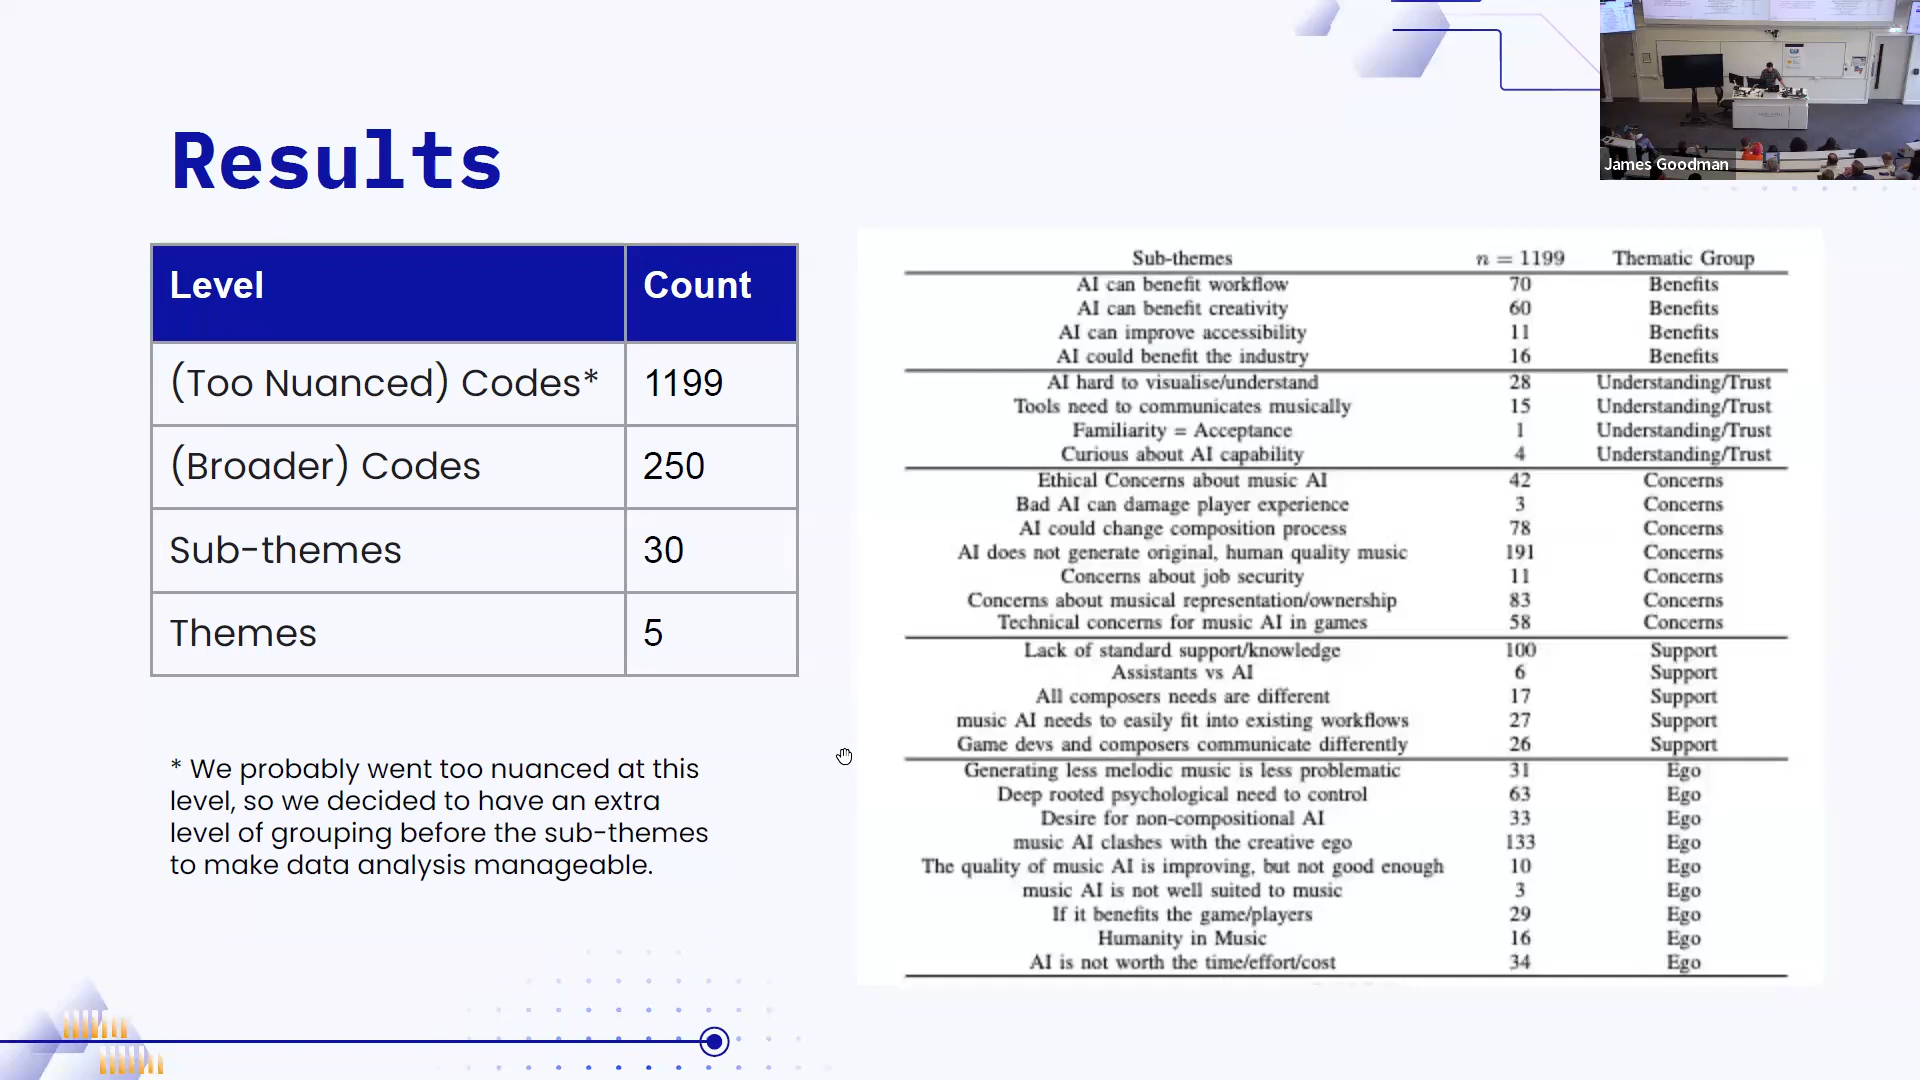 James Goodman
Results
Level Count
(Too Nuanced) Codes* 1199
(Broader) Codes 250
Sub-themes 30
Themes 5
* We probably went too nuanced at this
level, so we decided to have an extra
level of grouping before the sub-themes
to make data analysis manageable.
Sub-themes n = 1199 Thematic Group
AI can benefit workflow 70 Benefits
AI can benefit creativity 60 Benefits
AI can improve accessibility 11 Benefits
AI could benefit the industry 16 Benefits
AI hard to visualise/understand 28 Understanding/Trust
Tools need to communicates musically 15 Understanding/Trust
Familiarity = Acceptance 1 Understanding/Trust
Curious about AI capability 4 Understanding/Trust
Ethical Concerns about music AI 42 Concerns
Bad AI can damage player experience 3 Concerns
AI could change composition process 78 Concerns
AI does not generate original, human quality music 191 Concerns
Concerns about job security 11 Concerns
Concerns about musical representation/ownership 83 Concerns
Technical concerns for music AI in games 58 Concerns
Lack of standard support/knowledge 100 Support
Assistants vs AI 6 Support
All composers needs are different 17 Support
music AI needs to easily fit into existing workflows 27 Support
Game devs and composers communicate differently 26 Support
Generating less melodic music is less problematic 31 Ego
Deep rooted psychological need to control 63 Ego
Desire for non-compositional AI 33 Ego
music AI clashes with the creative ego 133 Ego
The quality of music AI is improving, but not good enough 10 Ego
music AI is not well suited to music 3 Ego
If it benefits the game/players 29 Ego
Humanity in Music 16 Ego
AI is not worth the time/effort/cost 34 Ego